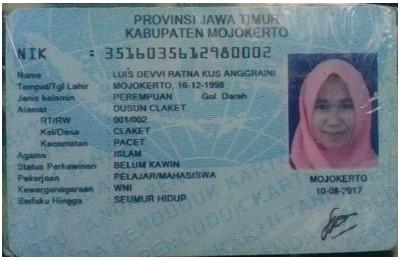 PROVINSI JAWA TIMUR
KABUPATEN MOJOKERTO
NIK : 3516035612980002
Nama : LUIS DEVVI RATNA KUS ANGGRAINI
Tempat/Tgl Lahir : MOJOKERTO, 16-12-1998
Jenis kelamin : PEREMPUAN Gol. Darah
Alamat : DUSUN CLAKET
RT/RW : 001/002
Kel/Desa : CLAKET
Kecamatan : PACET
Agama : ISLAM
Status Perkawinan : BELUM KAWIN
Pekerjaan : PELAJAR/MAHASISWA
Kewarganegaraan : WNI
Berlaku Hingga : SEUMUR HIDUP
MOJOKERTO
10-08-2017